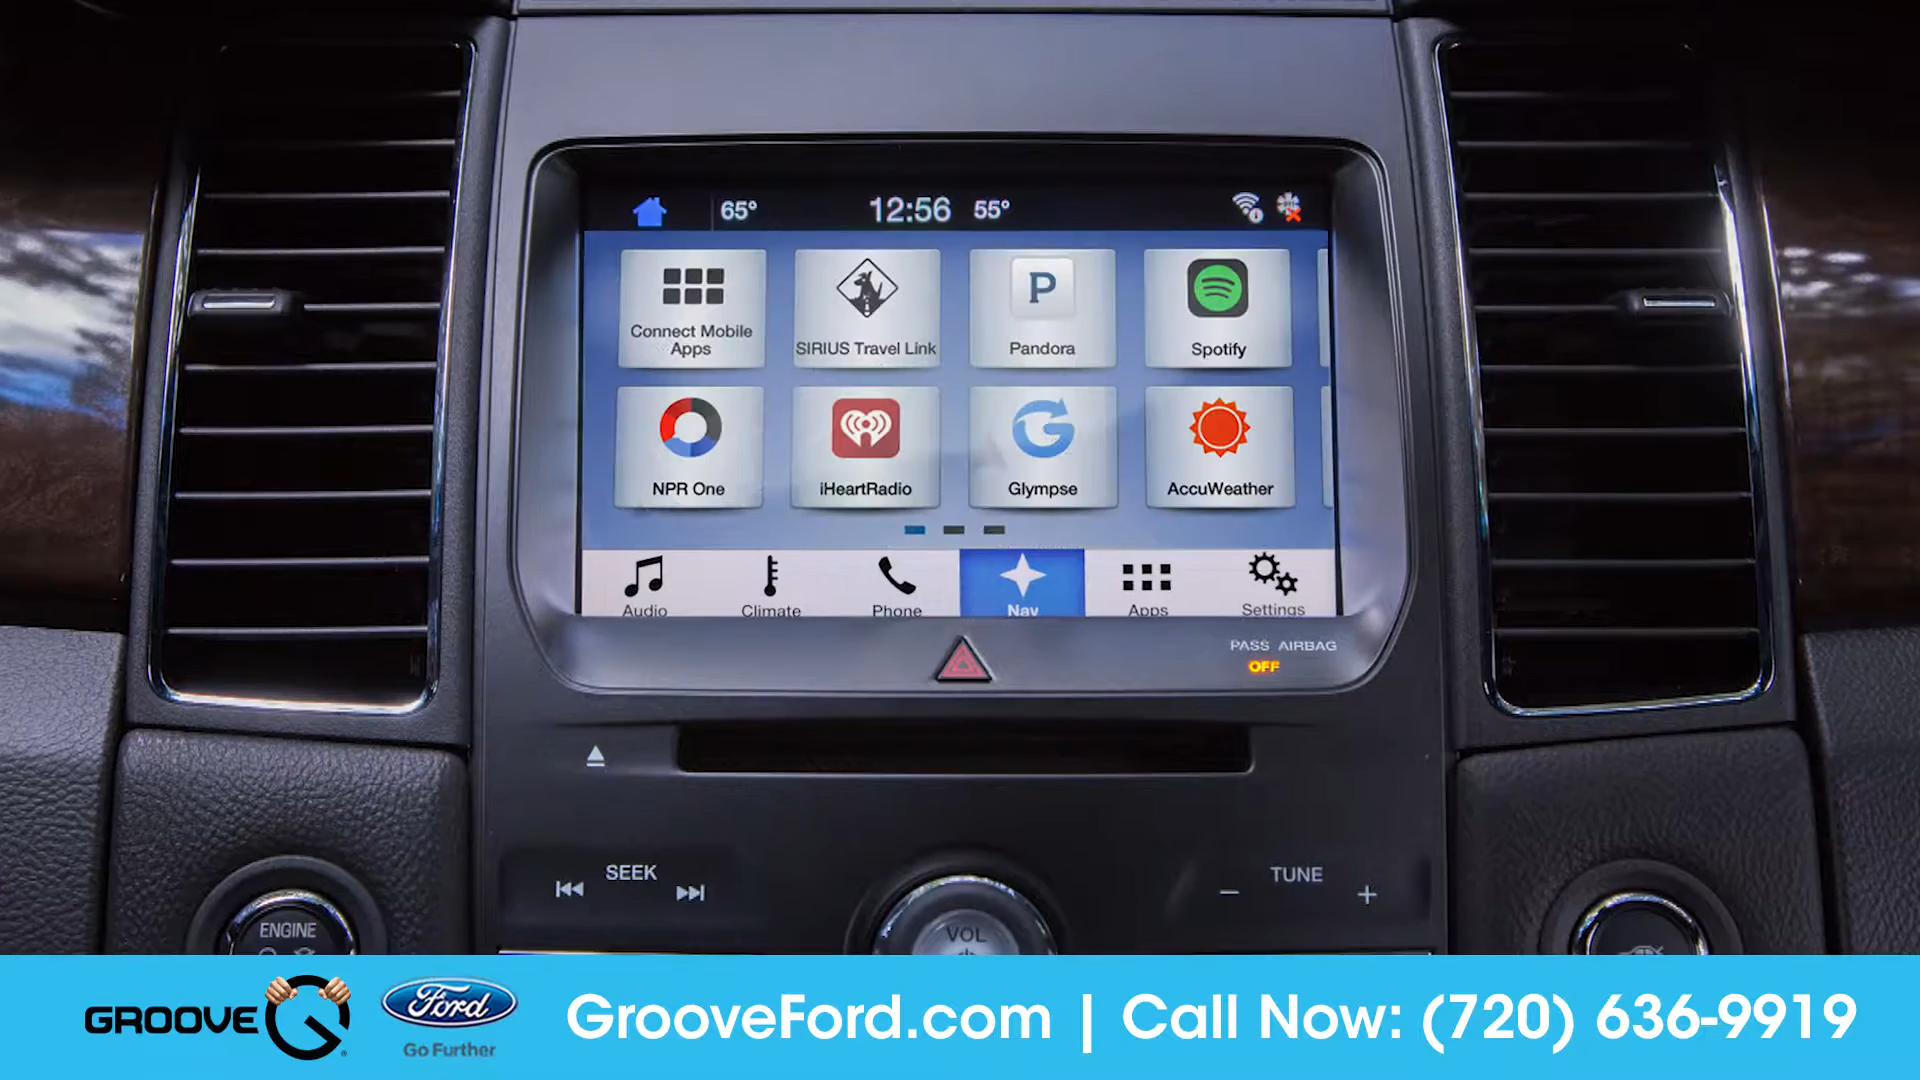 65° 12:56 55°
Connect Mobile Apps
SIRIUS Travel Link
P
Pandora
Spotify
NPR One
iHeartRadio
Glympse
AccuWeather
Audio Climate Phone Nav Apps Settings
PASS AIRBAG
OFF
SEEK
TUNE
ENGINE
VOL
GROOVE
Ford
Go Further
GrooveFord.com | Call Now: (720) 636-9919